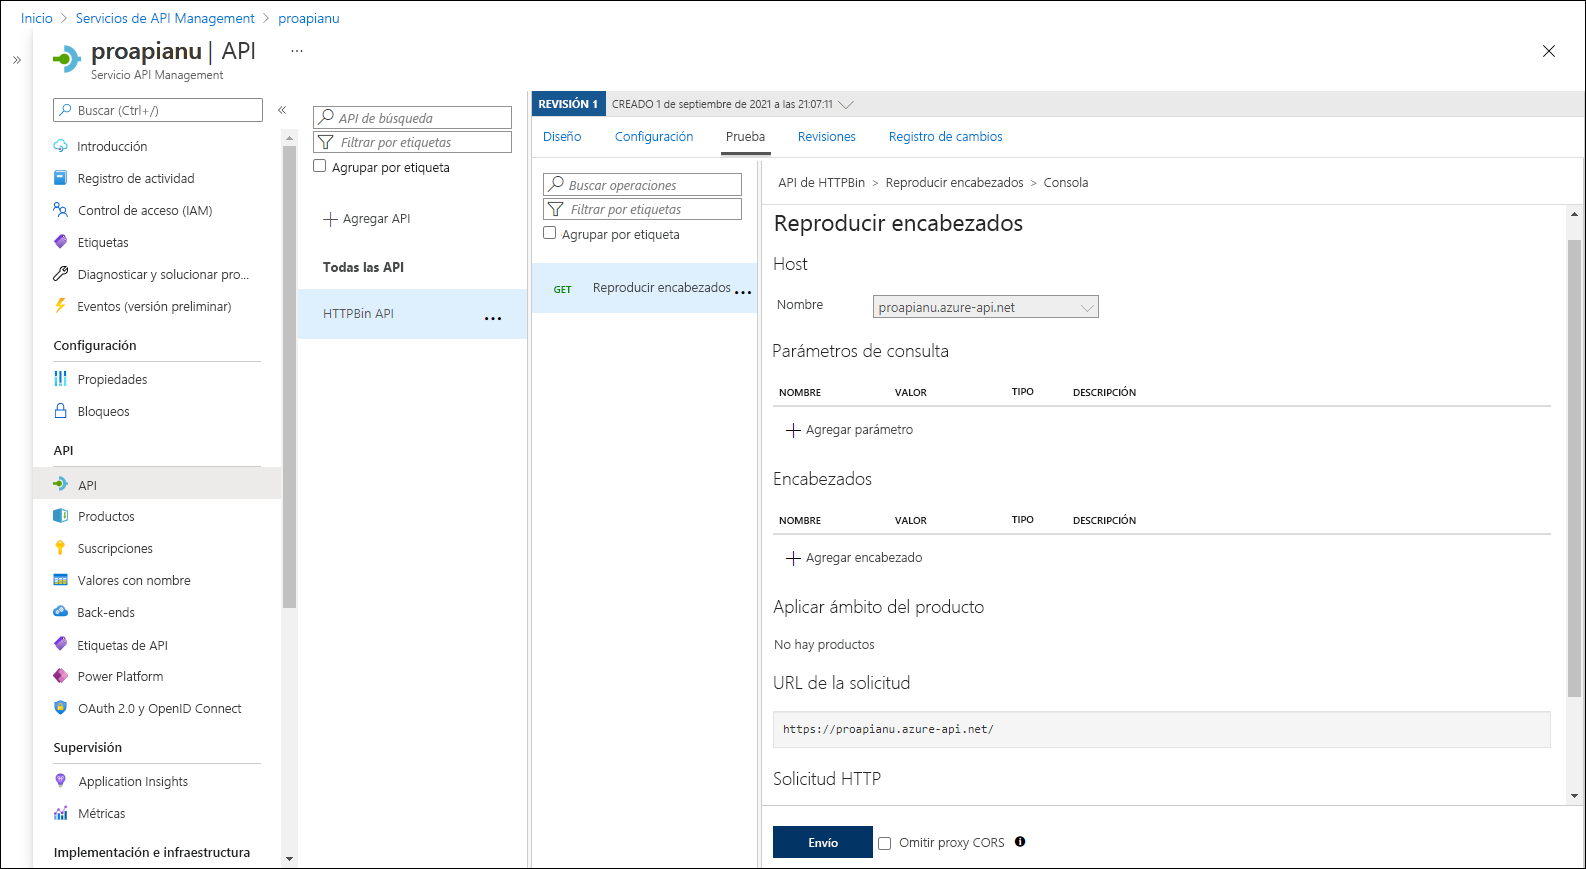 Inicio > Servicios de API Management > proapianu
proapianu | API ...
Servicio API Management
Buscar (Ctrl+/)
Introducción
Registro de actividad
Control de acceso (IAM)
Etiquetas
Diagnosticar y solucionar pro...
Eventos (versión preliminar)
Configuración
Propiedades
Bloqueos
API
API
Productos
Suscripciones
Valores con nombre
Back-ends
Etiquetas de API
Power Platform
OAuth 2.0 y OpenID Connect
Supervisión
Application Insights
Métricas
Implementación e infraestructura
API de búsqueda
Filtrar por etiquetas
Agrupar por etiqueta
Agregar API
Todas las API
HTTPBin API ...
REVISIÓN 1 CREADO 1 de septiembre de 2021 a las 21:07:11
Diseño Configuración Prueba Revisiones Registro de cambios
Buscar operaciones
Filtrar por etiquetas
Agrupar por etiqueta
GET Reproducir encabezados ...
API de HTTPBin > Reproducir encabezados > Consola
Reproducir encabezados
Host
Nombre proapianu.azure-api.net
Parámetros de consulta
NOMBRE VALOR TIPO DESCRIPCIÓN
Agregar parámetro
Encabezados
NOMBRE VALOR TIPO DESCRIPCIÓN
Agregar encabezado
Aplicar ámbito del producto
No hay productos
URL de la solicitud
https://proapianu.azure-api.net/
Solicitud HTTP
Envío Omitir proxy CORS